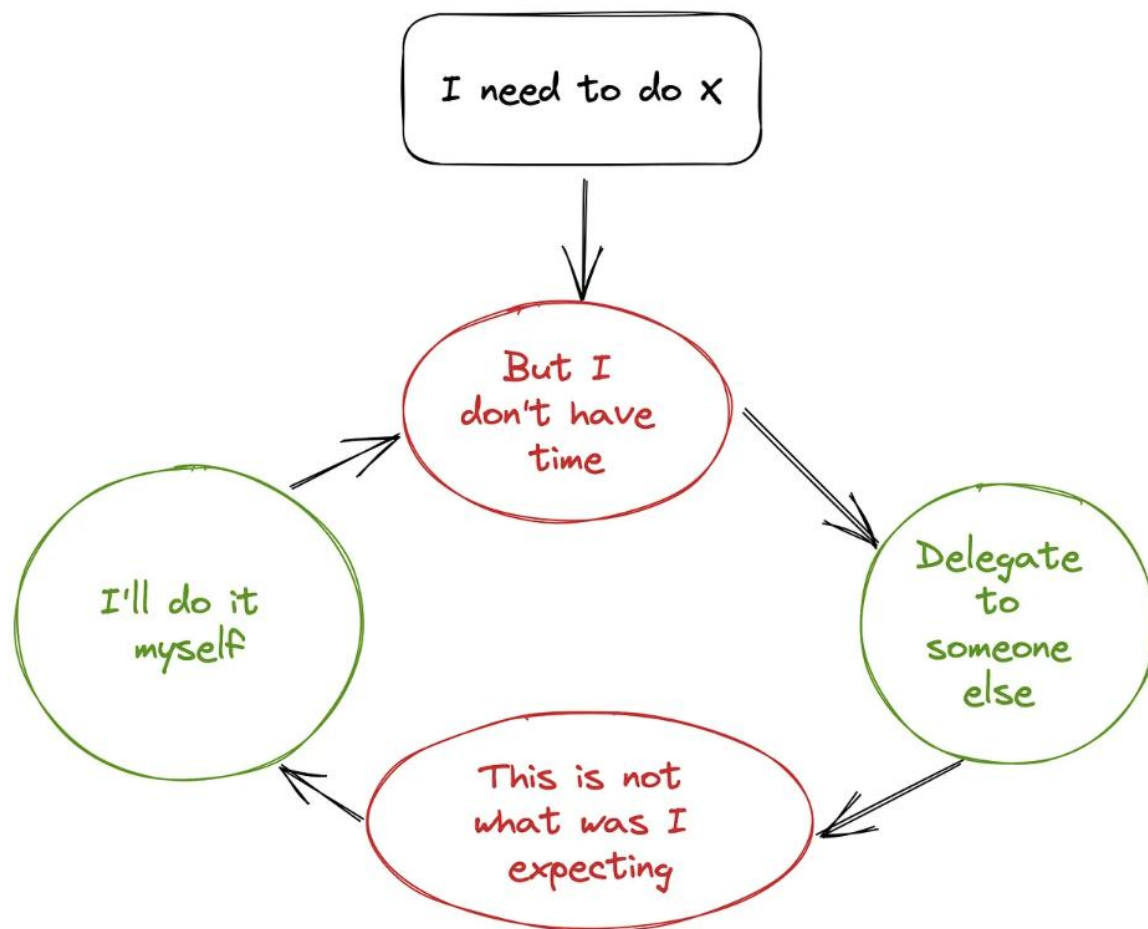 I need to do X
But I
don't have
time
Delegate
to
someone
else
This is not
what was I
expecting
I'll do it
myself